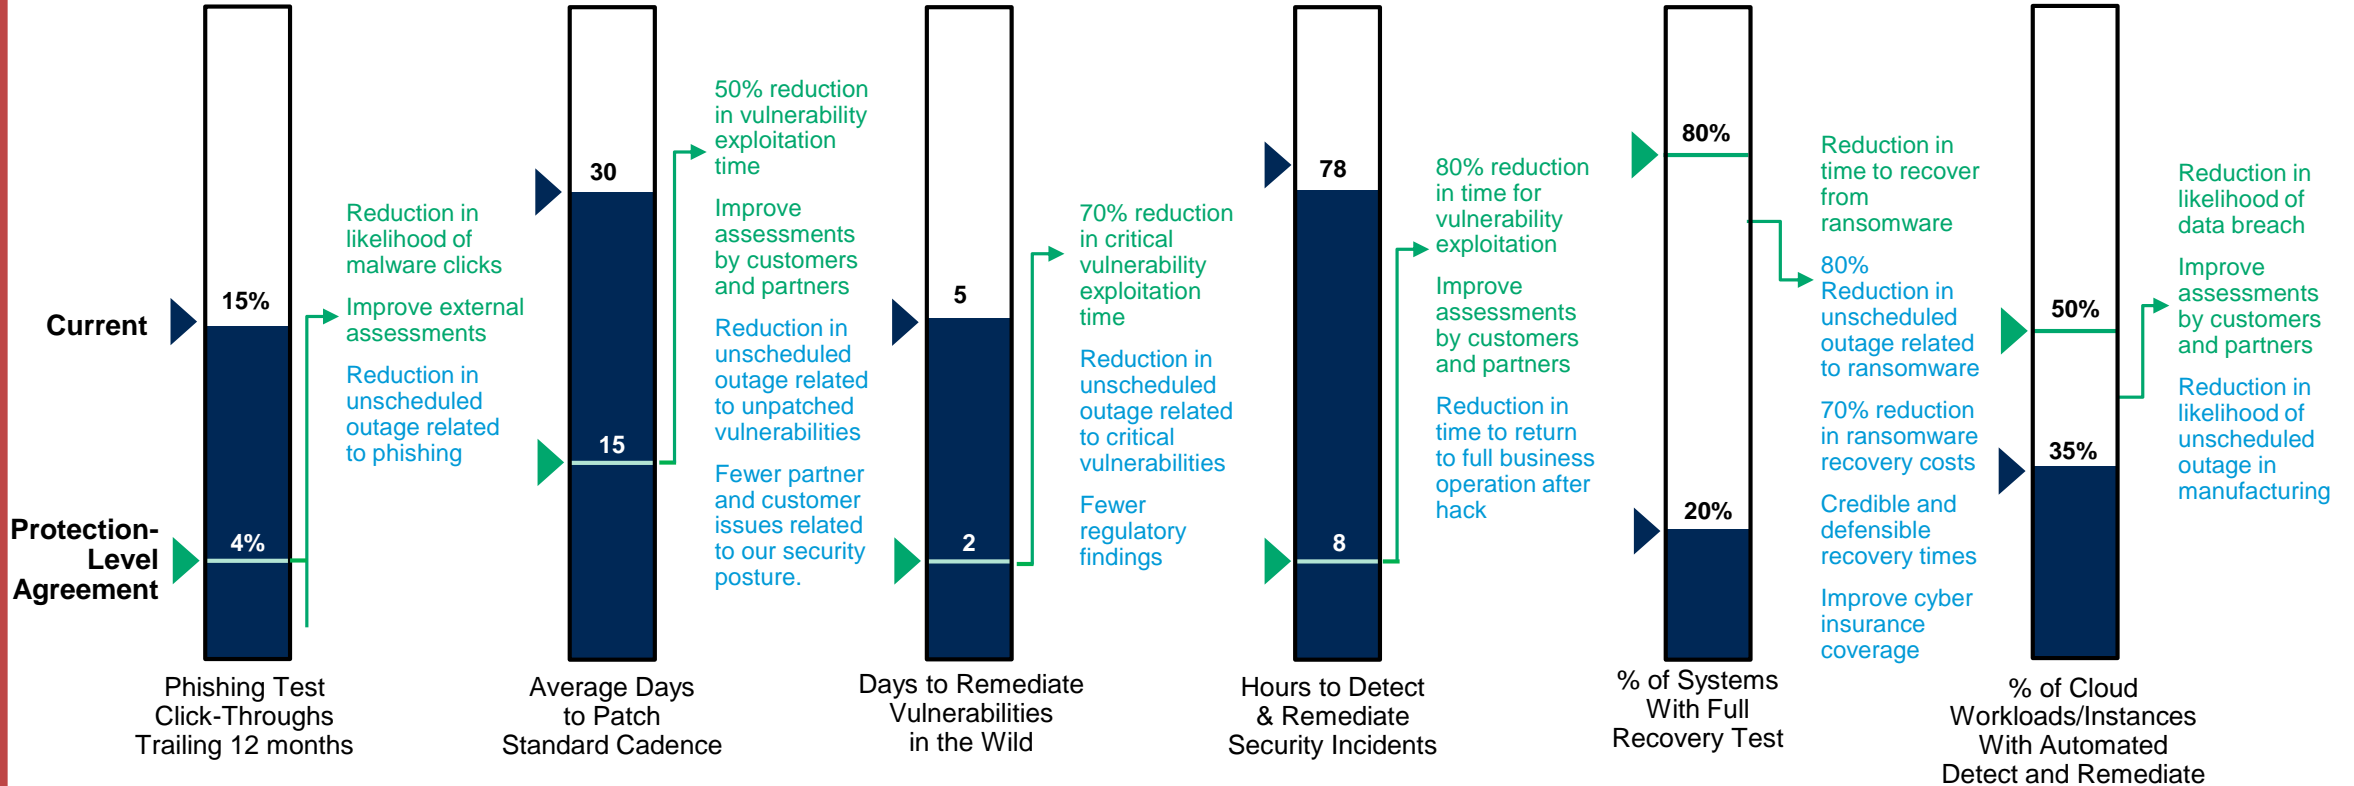 Current
Protection-
Level
Agreement
15%
4%
Reduction in
likelihood of
malware clicks
Improve external
assessments
Reduction in
unscheduled
outage related
to phishing
Phishing Test
Click-Throughs
Trailing 12 months
30
15
50% reduction
in vulnerability
exploitation
time
Improve
assessments
by customers
and partners
Reduction in
unscheduled
outage related
to unpatched
vulnerabilities
Fewer partner
and customer
issues related
to our security
posture.
Average Days
to Patch
Standard Cadence
5
2
70% reduction
in critical
vulnerability
exploitation
time
Reduction in
unscheduled
outage related
to critical
vulnerabilities
Fewer
regulatory
findings
Days to Remediate
Vulnerabilities
in the Wild
78
8
80% reduction
in time for
vulnerability
exploitation
Improve
assessments
by customers
and partners
Reduction in
time to return
to full business
operation after
hack
Hours to Detect
& Remediate
Security Incidents
80%
20%
Reduction in
time to recover
from
ransomware
80%
Reduction in
unscheduled
outage related
to ransomware
70% reduction
in ransomware
recovery costs
Credible and
defensible
recovery times
Improve cyber
insurance
coverage
% of Systems
With Full
Recovery Test
50%
35%
Reduction in
likelihood of
data breach
Improve
assessments
by customers
and partners
Reduction in
likelihood of
unscheduled
outage in
manufacturing
% of Cloud
Workloads/Instances
With Automated
Detect and Remediate